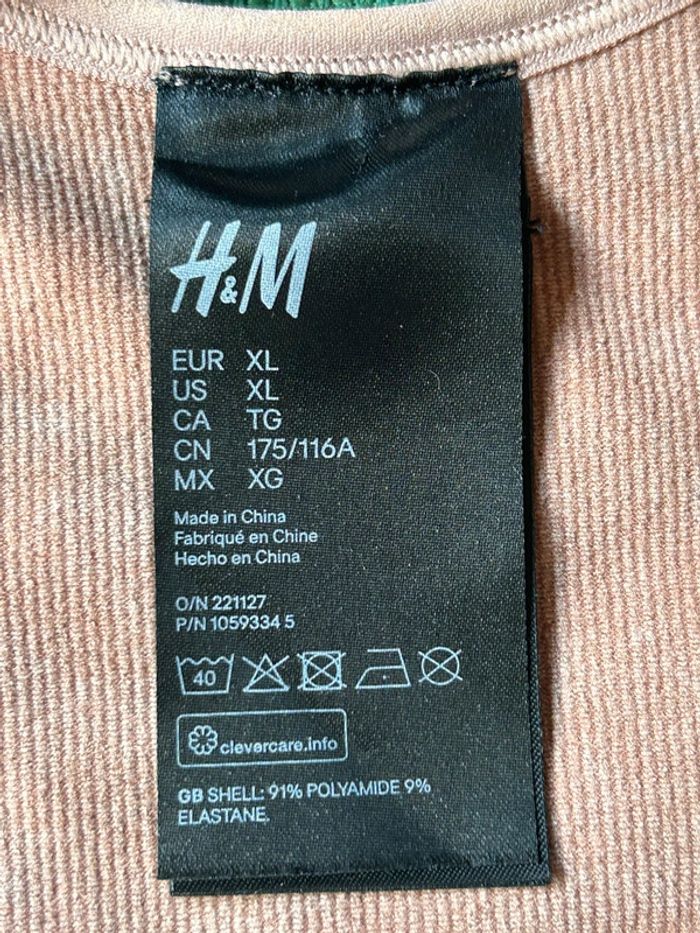 H&M
EUR XL
US XL
CA TG
CN 175/116A
MX XG
Made in China
Fabriqué en Chine
Hecho en China
O/N 221127
P/N 1059334 5
40
clevercare.info
GB SHELL: 91% POLYAMIDE 9%
ELASTANE.